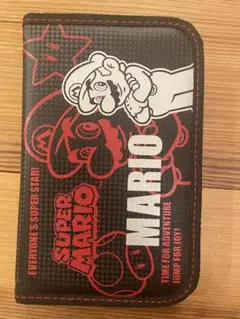 EVERYONE'S SUPER STAR!
SUPER
MARIO
MARIO
TIME FOR ADVENTURE
JUMP FOR JOY!